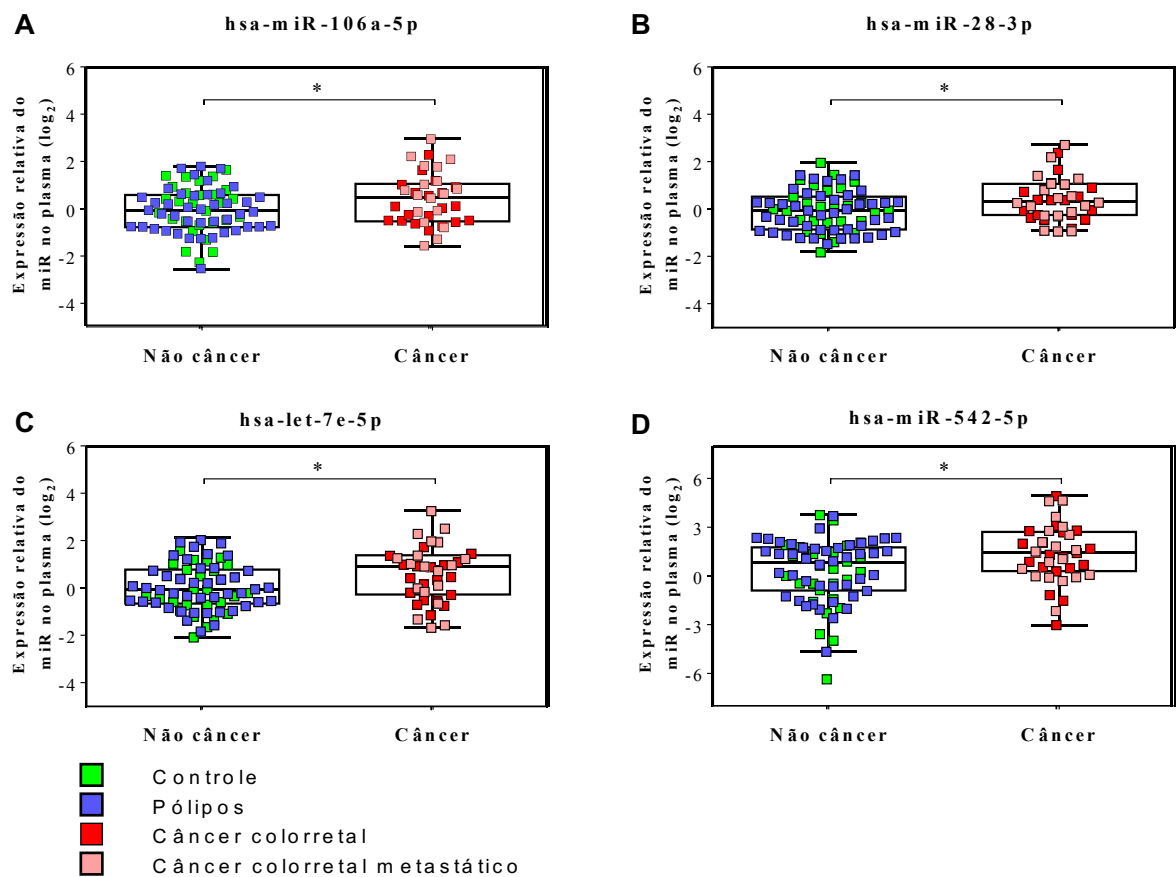 A
hsa-miR-106a-5p
Expressão relativa do
miR no plasma (log2)
6
4
2
0
-2
-4
*
Não câncer
Câncer
B
hsa-miR-28-3p
Expressão relativa do
miR no plasma (log2)
6
4
2
0
-2
-4
*
Não câncer
Câncer
C
hsa-let-7e-5p
Expressão relativa do
miR no plasma (log2)
6
4
2
0
-2
-4
*
Não câncer
Câncer
D
hsa-miR-542-5p
Expressão relativa do
miR no plasma (log2)
6
3
0
-3
-6
*
Não câncer
Câncer
Controle
Pólipos
Câncer colorretal
Câncer colorretal metastático